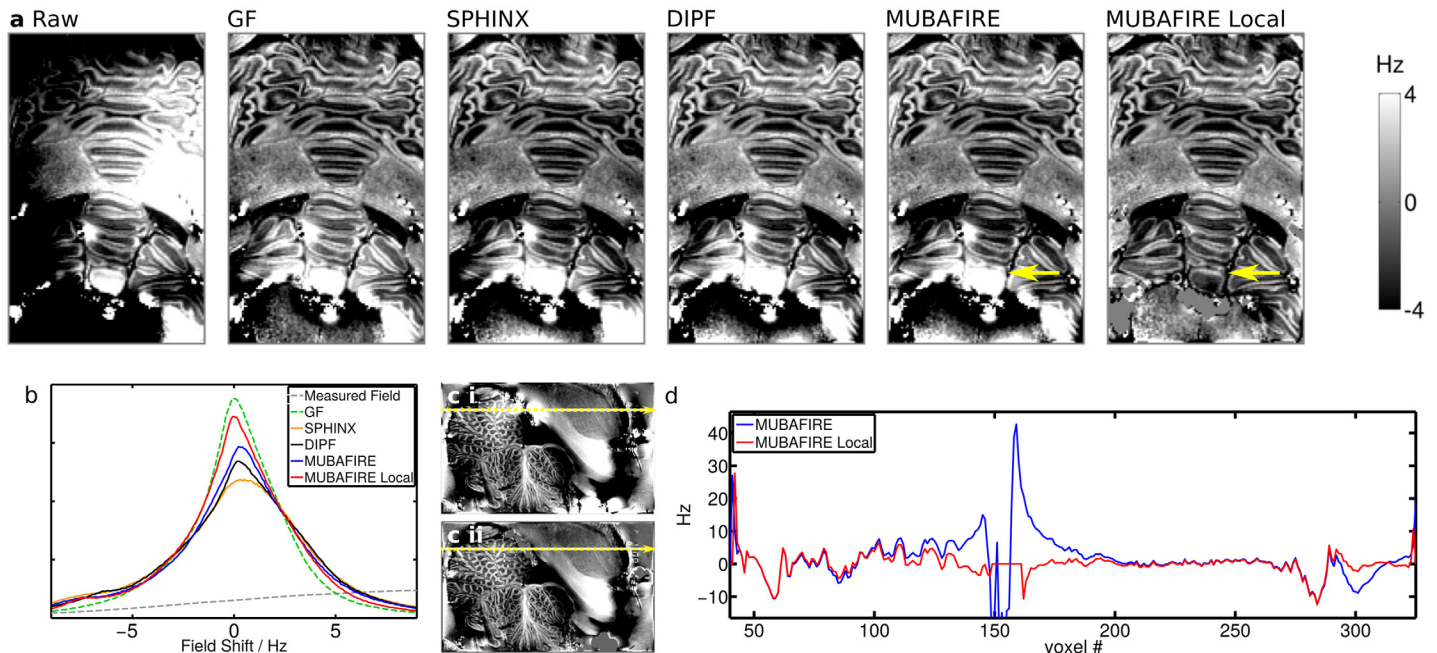 a Raw GF SPHINX DIPF MUBAFIRE MUBAFIRE Local
Hz
4
0
-4
b
Measured Field
GF
SPHINX
DIPF
MUBAFIRE
MUBAFIRE Local
−5 0 5
Field Shift / Hz
c i
c ii
d
MUBAFIRE
MUBAFIRE Local
40
30
20
10
0
−10
Hz
50 100 150 200 250 300
voxel #